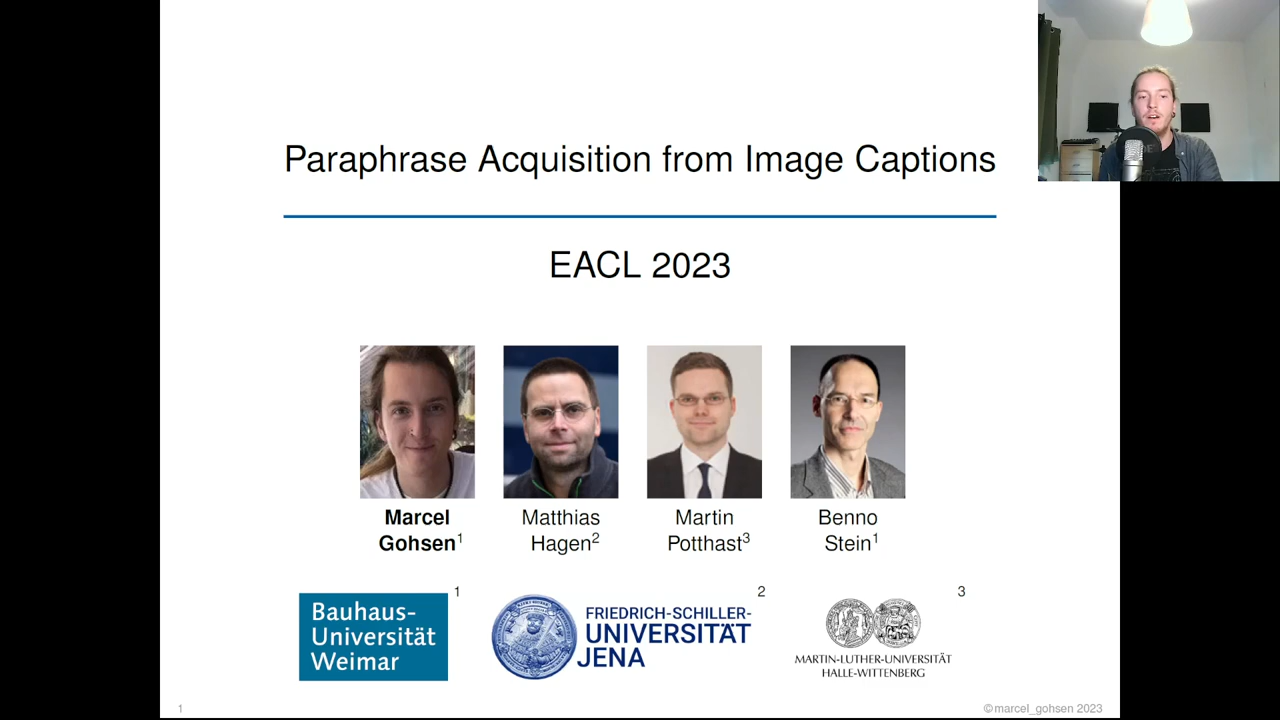 Paraphrase Acquisition from Image Captions
EACL 2023
Marcel
Gohsen1
Matthias
Hagen2
Martin
Potthast3
Benno
Stein1
1
Bauhaus-
Universität
Weimar
2
FRIEDRICH-SCHILLER-
UNIVERSITÄT
JENA
3
MARTIN-LUTHER-UNIVERSITÄT
HALLE-WITTENBERG
1
©marcel_gohsen 2023